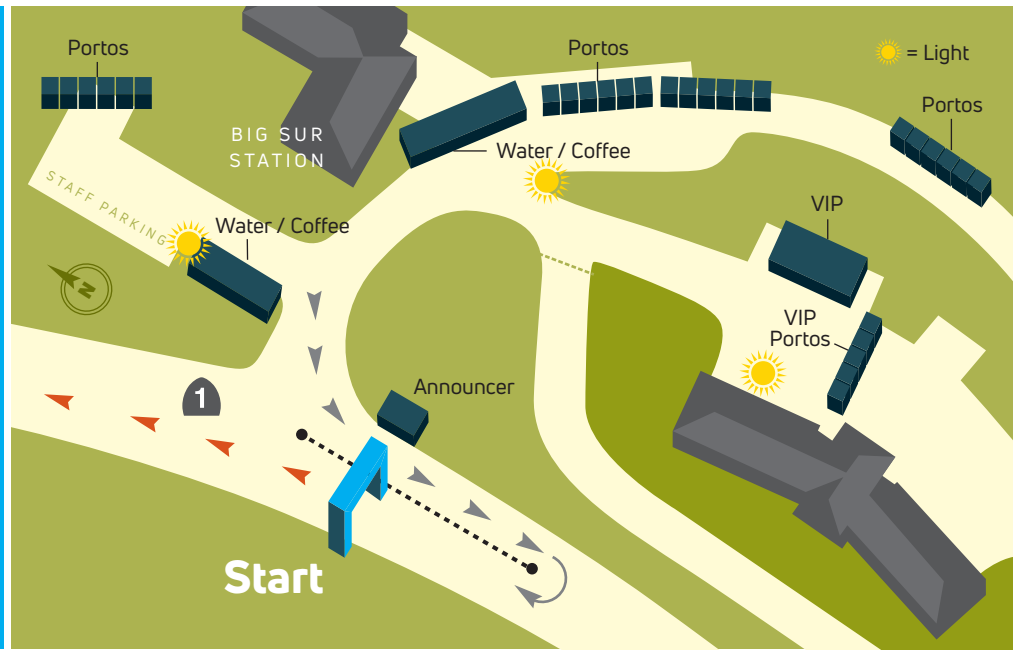 Portos
Portos
= Light
Portos
BIG SUR
STATION
Water / Coffee
STAFF PARKING
Water / Coffee
VIP
N
VIP
Portos
1
Announcer
Start